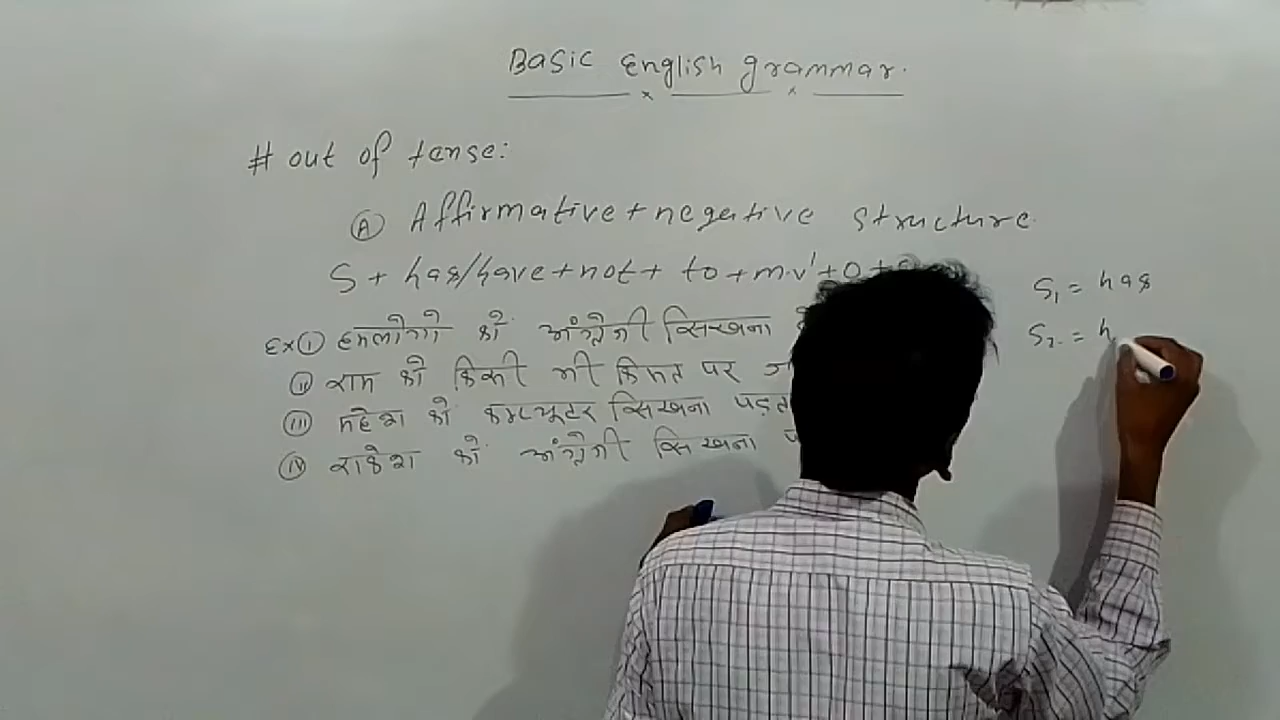 Basic English grammar.
# out of tense:
Ⓐ Affirmative + negative structure
S + has/have + not + to + m.v¹ + O +
S₁ = has
Ex ① हमलोगो को अंग्रेजी सिखना
S₂. = h
ⅱ राम को किसी भी किमत पर
ⅲ महेश को कम्प्यूटर सिखना पड़त
ⅳ राकेश को अंग्रेजी सिखना